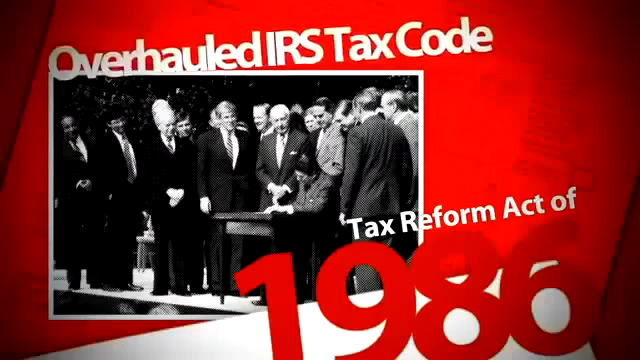 Overhauled IRS Tax Code
Tax Reform Act of
1986